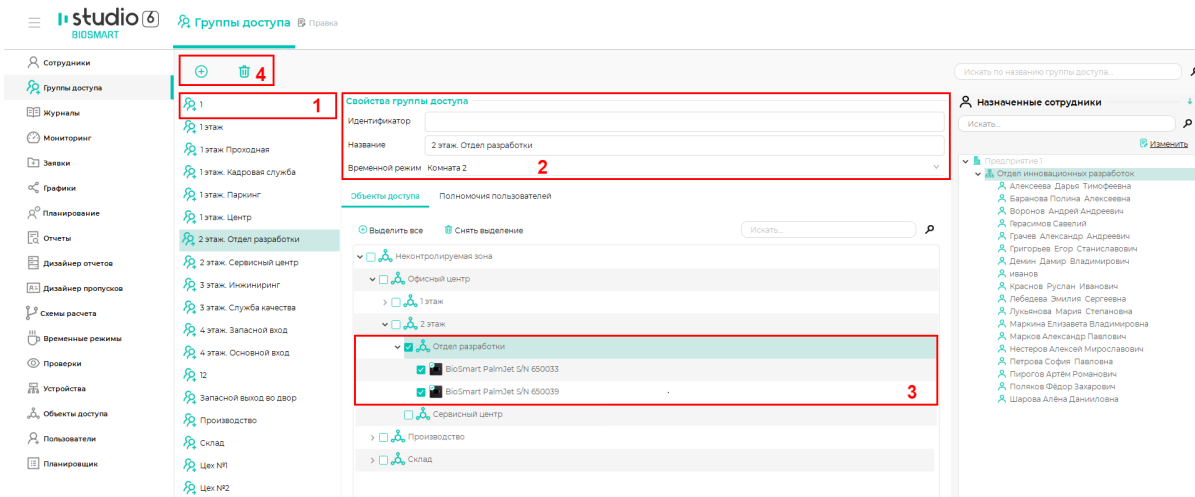 studio 6
BIOSMART
Группы доступа
Правка
Сотрудники
Группы доступа
Журналы
Мониторинг
Заявки
Графики
Планирование
Отчеты
Дизайнер отчетов
Дизайнер пропусков
Схемы расчета
Временные режимы
Проверки
Устройства
Объекты доступа
Пользователи
Планировщик
4
1
1
1 этаж
1 этаж Проходная
1 этаж. Кадровая служба
1 этаж. Паркинг
1 этаж. Центр
2 этаж. Отдел разработки
2 этаж. Сервисный центр
3 этаж. Инжиниринг
3 этаж. Служба качества
4 этаж. Запасной вход
4 этаж. Основной вход
12
Запасной выход во двор
Производство
Склад
Цех №1
Цех №2
Свойства группы доступа
Идентификатор
Название 2 этаж. Отдел разработки
Временной режим Комната 2
2
Объекты доступа Полномочия пользователей
Выделить все Снять выделение Искать...
Неконтролируемая зона
Офисный центр
1 этаж
2 этаж
Отдел разработки
BioSmart PalmJet S/N 650033
BioSmart PalmJet S/N 650039
3
Сервисный центр
Производство
Склад
Искать по названию группы доступа...
Назначенные сотрудники
Искать...
Изменить
Предприятие 1
Отдел инновационных разработок
Алексеева Дарья Тимофеевна
Баранова Полина Алексеевна
Воронов Андрей Андреевич
Герасимов Савелий
Грачев Александр Андреевич
Григорьев Егор Станиславович
Демин Дамир Владимирович
иванов
Краснов Руслан Иванович
Лебедева Эмилия Сергеевна
Лукьянова Мария Степановна
Маркина Елизавета Владимировна
Марков Александр Павлович
Нестеров Алексей Мирославович
Петрова София Павловна
Пирогов Артём Романович
Поляков Фёдор Захарович
Шарова Алёна Данииловна